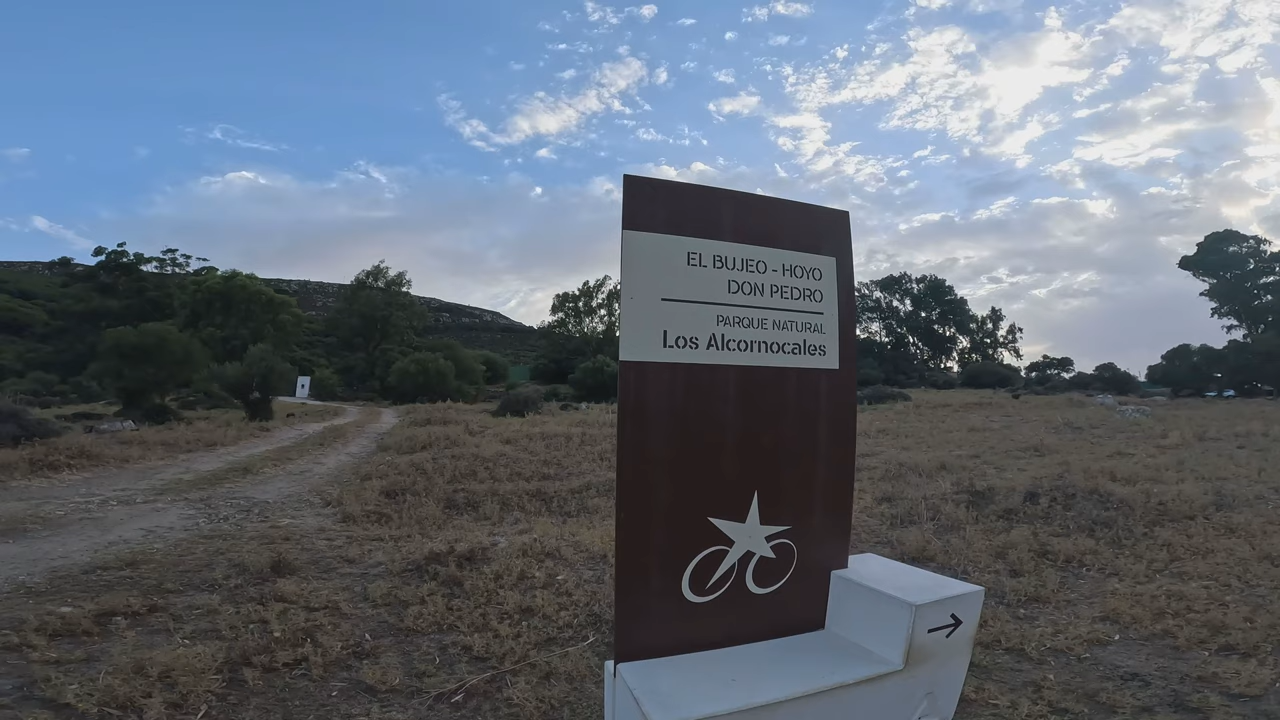 EL BUJEO - HOYO
DON PEDRO
PARQUE NATURAL
Los Alcornocales